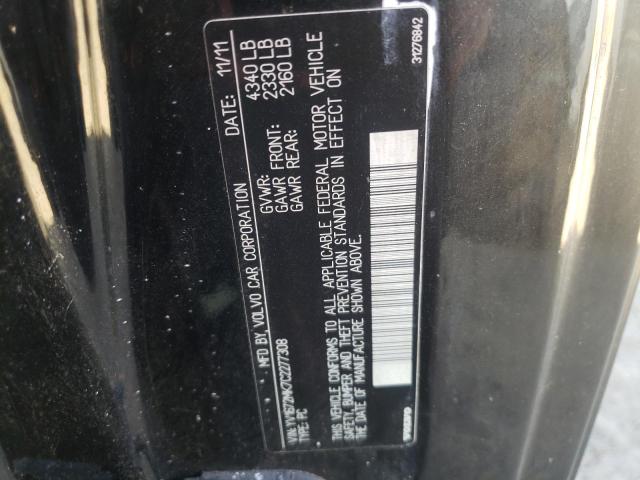 MFD BY, VOLVO CAR CORPORATION DATE: 11/11
GVWR: 4340 LB
GAWR FRONT: 2330 LB
GAWR REAR: 2160 LB
VIN: YV1672MK7C2277308
TYPE: PC
THIS VEHICLE CONFORMS TO ALL APPLICABLE FEDERAL MOTOR VEHICLE
SAFETY, BUMPER AND THEFT PREVENTION STANDARDS IN EFFECT ON
THE DATE OF MANUFACTURE SHOWN ABOVE.
31276842